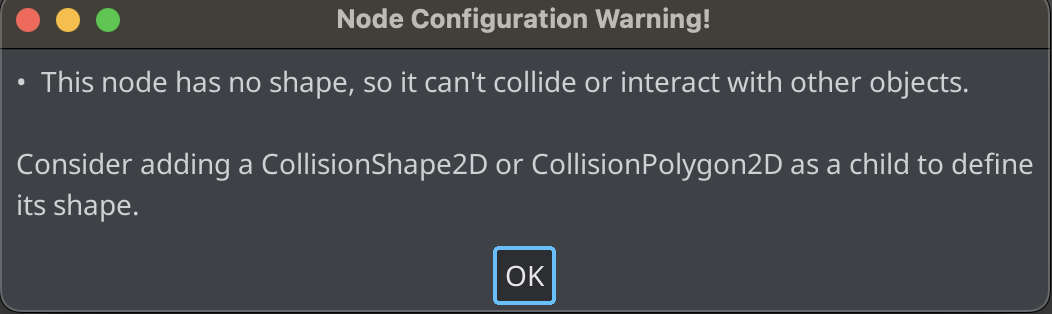 Node Configuration Warning!
• This node has no shape, so it can't collide or interact with other objects.
Consider adding a CollisionShape2D or CollisionPolygon2D as a child to define
its shape.
OK